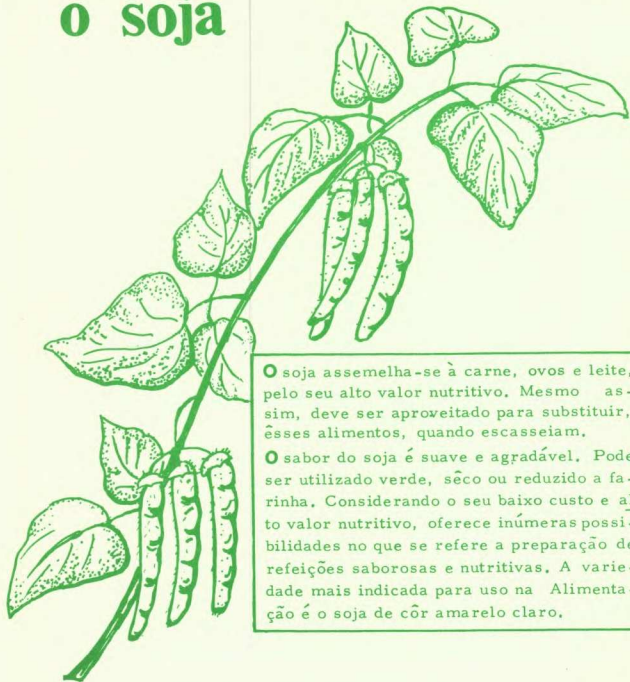 o soja
O soja assemelha-se à carne, ovos e leite,
pelo seu alto valor nutritivo. Mesmo as-
sim, deve ser aproveitado para substituir,
êsses alimentos, quando escasseiam.
O sabor do soja é suave e agradável. Pode
ser utilizado verde, sêco ou reduzido a fa-
rinha. Considerando o seu baixo custo e al
to valor nutritivo, oferece inúmeras possi-
bilidades no que se refere a preparação de
refeições saborosas e nutritivas. A varie-
dade mais indicada para uso na Alimenta-
ção é o soja de côr amarelo claro.